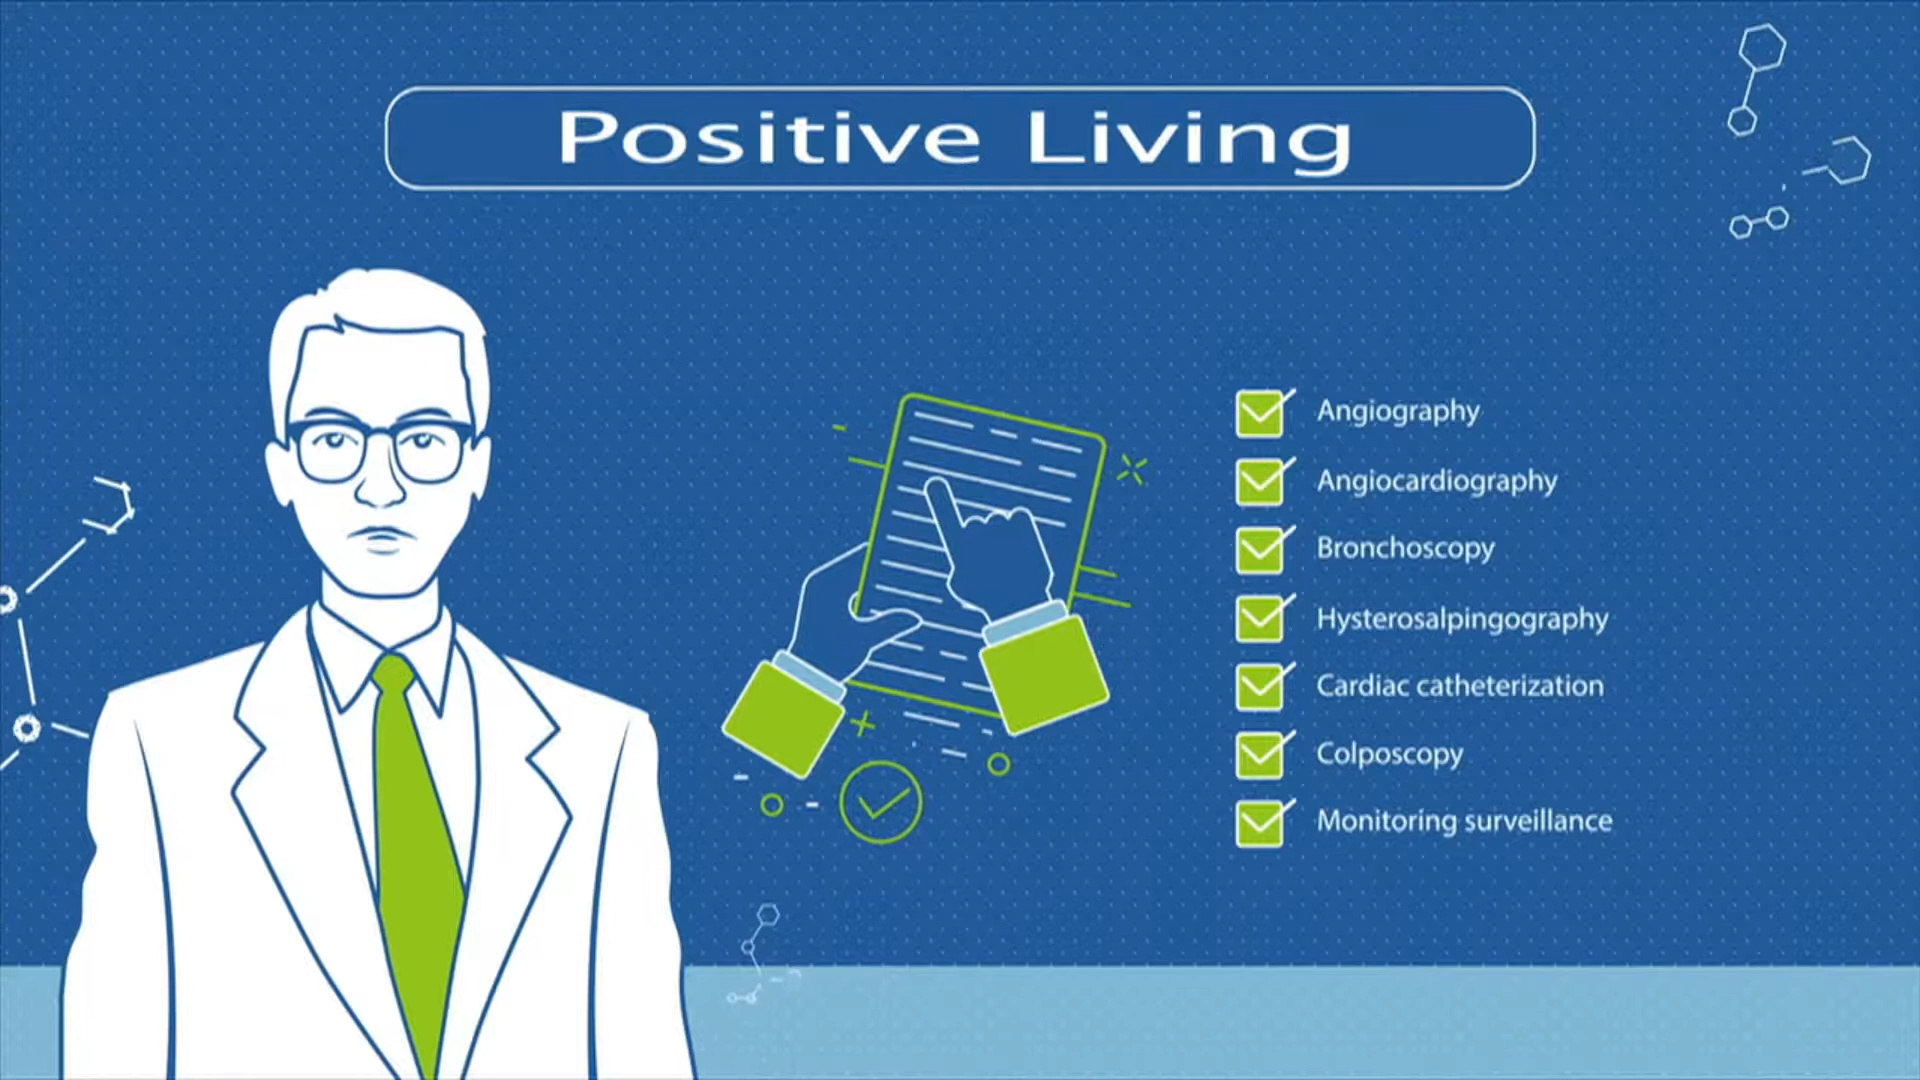 Positive Living
Angiography
Angiocardiography
Bronchoscopy
Hysterosalpingography
Cardiac catheterization
Colposcopy
Monitoring surveillance